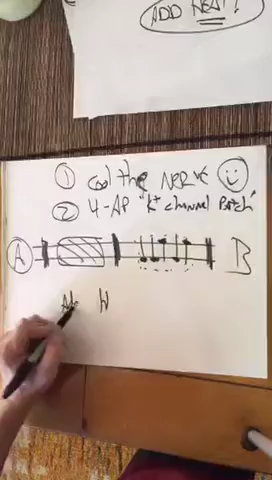 ADD HEAT!
① cool the NERVE
② 4-AP "K+ channel Patch"
A B